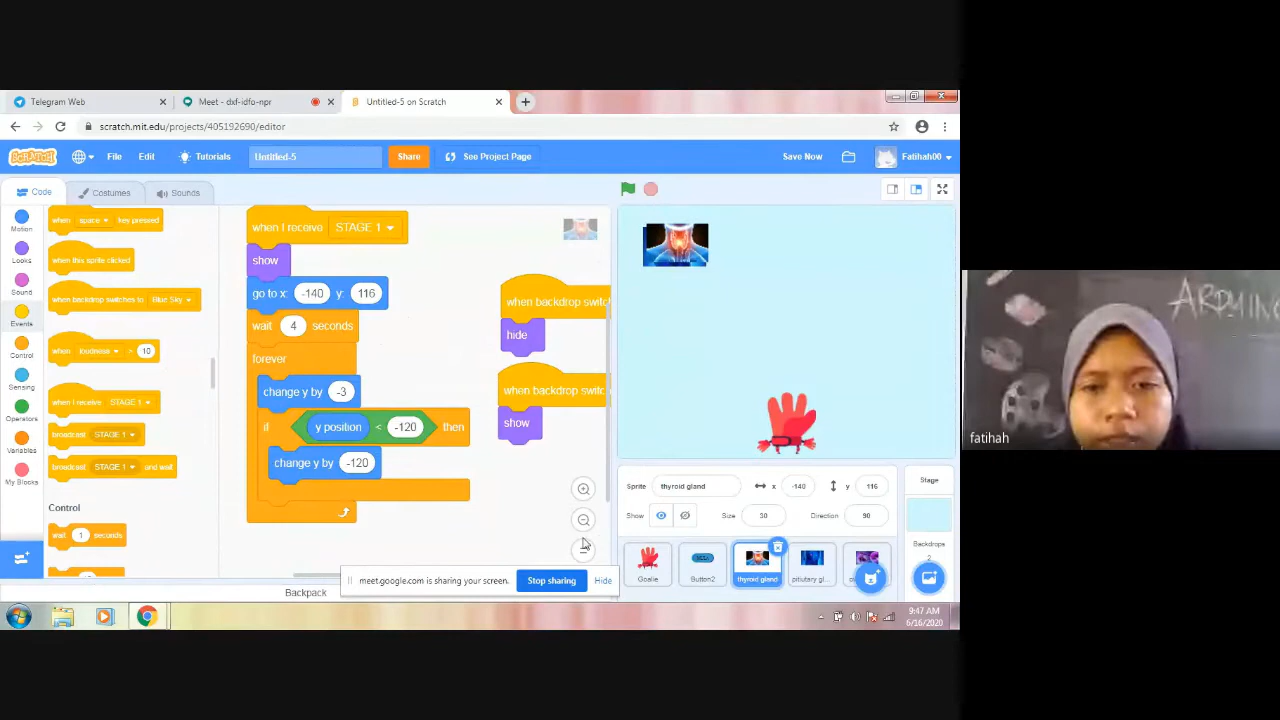 Telegram Web
Meet - dxf-idfo-npr
Untitled-5 on Scratch
scratch.mit.edu/projects/405192690/editor
SCRATCH
File
Edit
Tutorials
Untitled-5
Share
See Project Page
Save Now
Fatihah00
Code
Costumes
Sounds
Motion
Looks
Sound
Events
Control
Sensing
Operators
Variables
My Blocks
when space key pressed
when this sprite clicked
when backdrop switches to Blue Sky
when loudness > 10
when I receive STAGE 1
broadcast STAGE 1
broadcast STAGE 1 and wait
Control
wait 1 seconds
when I receive STAGE 1
show
go to x: -140 y: 116
wait 4 seconds
forever
change y by -3
if y position < -120 then
change y by -120
when backdrop switc
hide
when backdrop switc
show
Sprite thyroid gland x -140 y 116
Show Size 30 Direction 90
Goalie
Button2
thyroid gland
pitiutary gl...
Stage
Backdrops
2
meet.google.com is sharing your screen.
Stop sharing
Hide
Backpack
9:47 AM
6/16/2020
fatihah